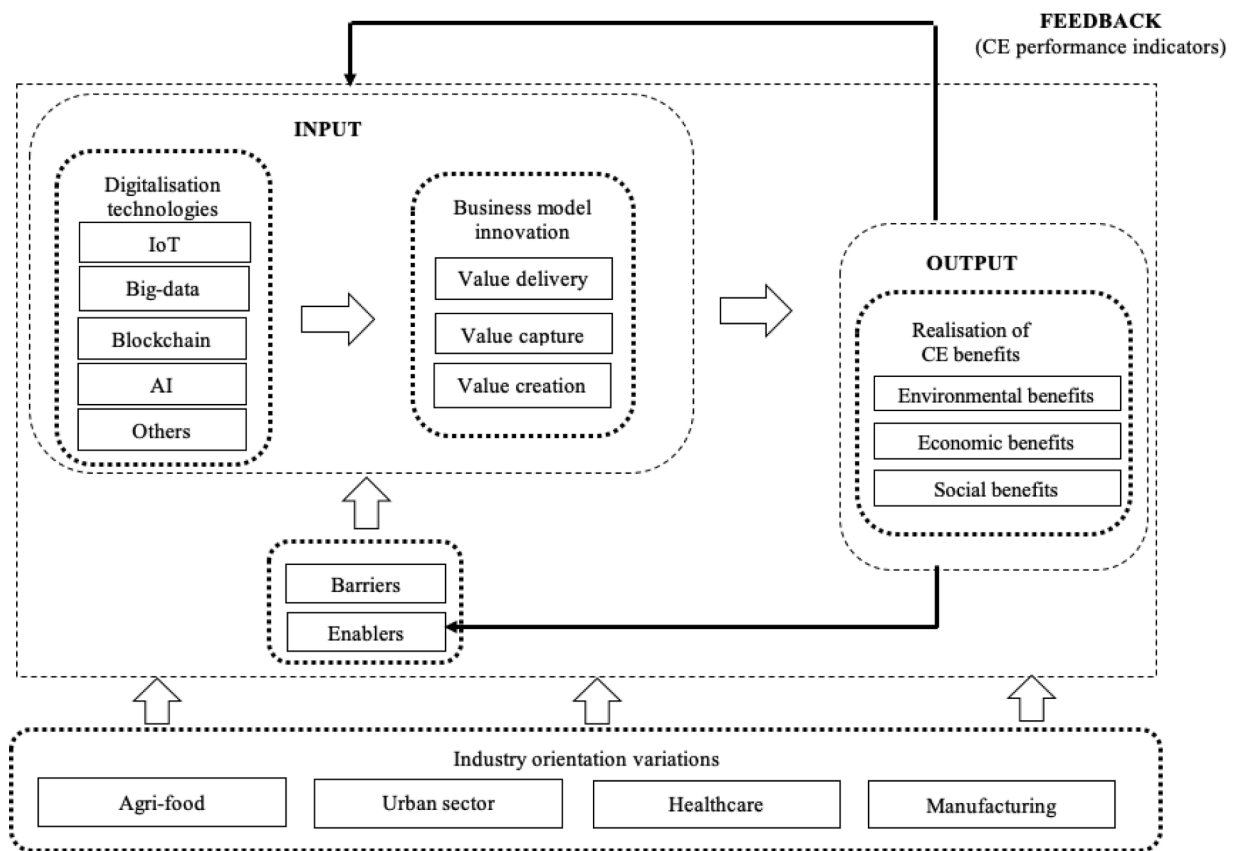 FEEDBACK
(CE performance indicators)
INPUT
Digitalisation
technologies
IoT
Big-data
Blockchain
AI
Others
Business model
innovation
Value delivery
Value capture
Value creation
OUTPUT
Realisation of
CE benefits
Environmental benefits
Economic benefits
Social benefits
Barriers
Enablers
Industry orientation variations
Agri-food
Urban sector
Healthcare
Manufacturing